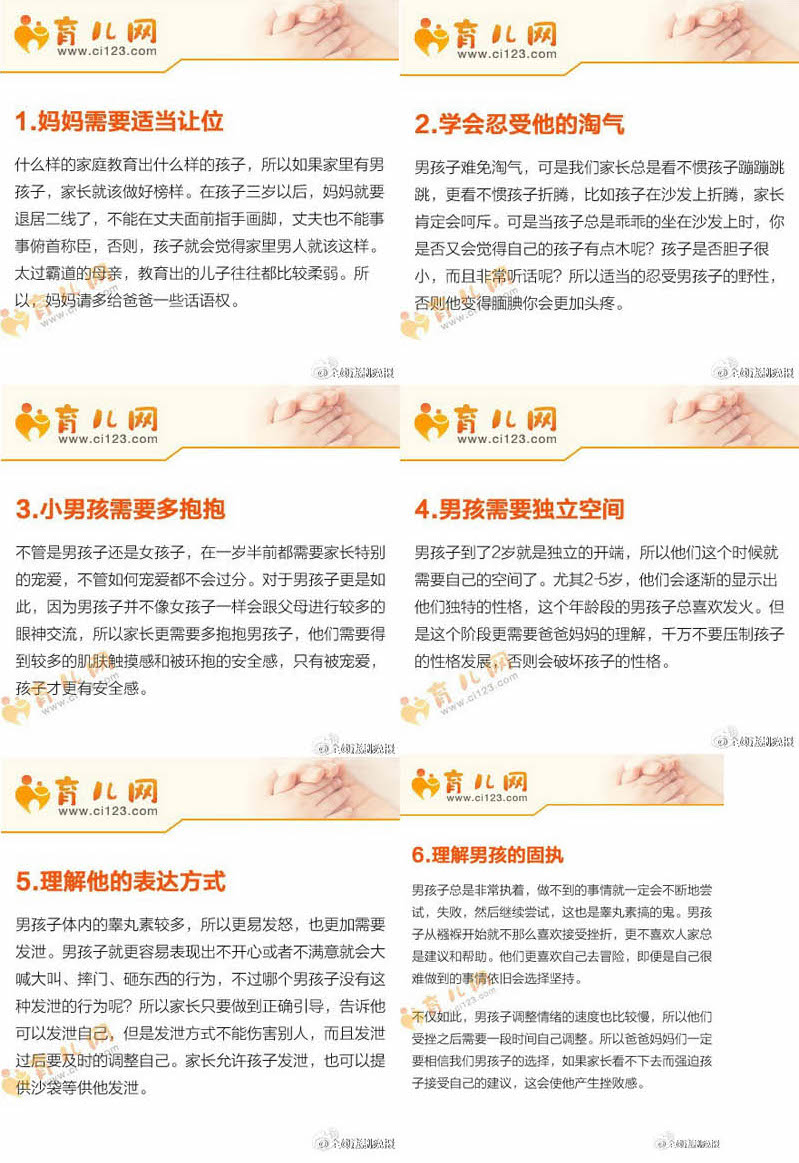 育儿网
www.ci123.com
1.妈妈需要适当让位
什么样的家庭教育出什么样的孩子，所以如果家里有男
孩子，家长就该做好榜样。在孩子三岁以后，妈妈就要
退居二线了，不能在丈夫面前指手画脚，丈夫也不能事
事俯首称臣，否则，孩子就会觉得家里男人就该这样。
太过霸道的母亲，教育出的儿子往往都比较柔弱。所
以，妈妈请多给爸爸一些话语权。
育儿网
www.ci123.com
育儿网
www.ci123.com
2.学会忍受他的淘气
男孩子难免淘气，可是我们家长总是看不惯孩子蹦蹦跳
跳，更看不惯孩子折腾，比如孩子在沙发上折腾，家长
肯定会呵斥。可是当孩子总是乖乖的坐在沙发上时，你
是否又会觉得自己的孩子有点木呢？孩子是否胆子很
小，而且非常听话呢？所以适当的忍受男孩子的野性，
否则他变得腼腆你会更加头疼。
育儿网
www.ci123.com
育儿网
www.ci123.com
3.小男孩需要多抱抱
不管是男孩子还是女孩子，在一岁半前都需要家长特别
的宠爱，不管如何宠爱都不会过分。对于男孩子更是如
此，因为男孩子并不像女孩子一样会跟父母进行较多的
眼神交流，所以家长更需要多抱抱男孩子，他们需要得
到较多的肌肤触摸感和被环抱的安全感，只有被宠爱，
孩子才更有安全感。
育儿网
www.ci123.com
育儿网
www.ci123.com
4.男孩需要独立空间
男孩子到了2岁就是独立的开端，所以他们这个时候就
需要自己的空间了。尤其2-5岁，他们会逐渐的显示出
他们独特的性格，这个年龄段的男孩子总喜欢发火。但
是这个阶段更需要爸爸妈妈的理解，千万不要压制孩子
的性格发展，否则会破坏孩子的性格。
育儿网
www.ci123.com
育儿网
www.ci123.com
5.理解他的表达方式
男孩子体内的睾丸素较多，所以更易发怒，也更加需要
发泄。男孩子就更容易表现出不开心或者不满意就会大
喊大叫、摔门、砸东西的行为，不过哪个男孩子没有这
种发泄的行为呢？所以家长只要做到正确引导，告诉他
可以发泄自己，但是发泄方式不能伤害别人，而且发泄
过后要及时的调整自己。家长允许孩子发泄，也可以提
供沙袋等供他发泄。
育儿网
www.ci123.com
育儿网
www.ci123.com
6.理解男孩的固执
男孩子总是非常执着，做不到的事情就一定会不断地尝
试，失败，然后继续尝试，这也是睾丸素搞的鬼。男孩
子从襁褓开始就不那么喜欢接受挫折，更不喜欢人家总
是建议和帮助。他们更喜欢自己去冒险，即便是自己很
难做到的事情依旧会选择坚持。
不仅如此，男孩子调整情绪的速度也比较慢，所以他们
受挫之后需要一段时间自己调整。所以爸爸妈妈们一定
要相信我们男孩子的选择，如果家长看不下去而强迫孩
子接受自己的建议，这会使他产生挫败感。
育儿网
www.ci123.com